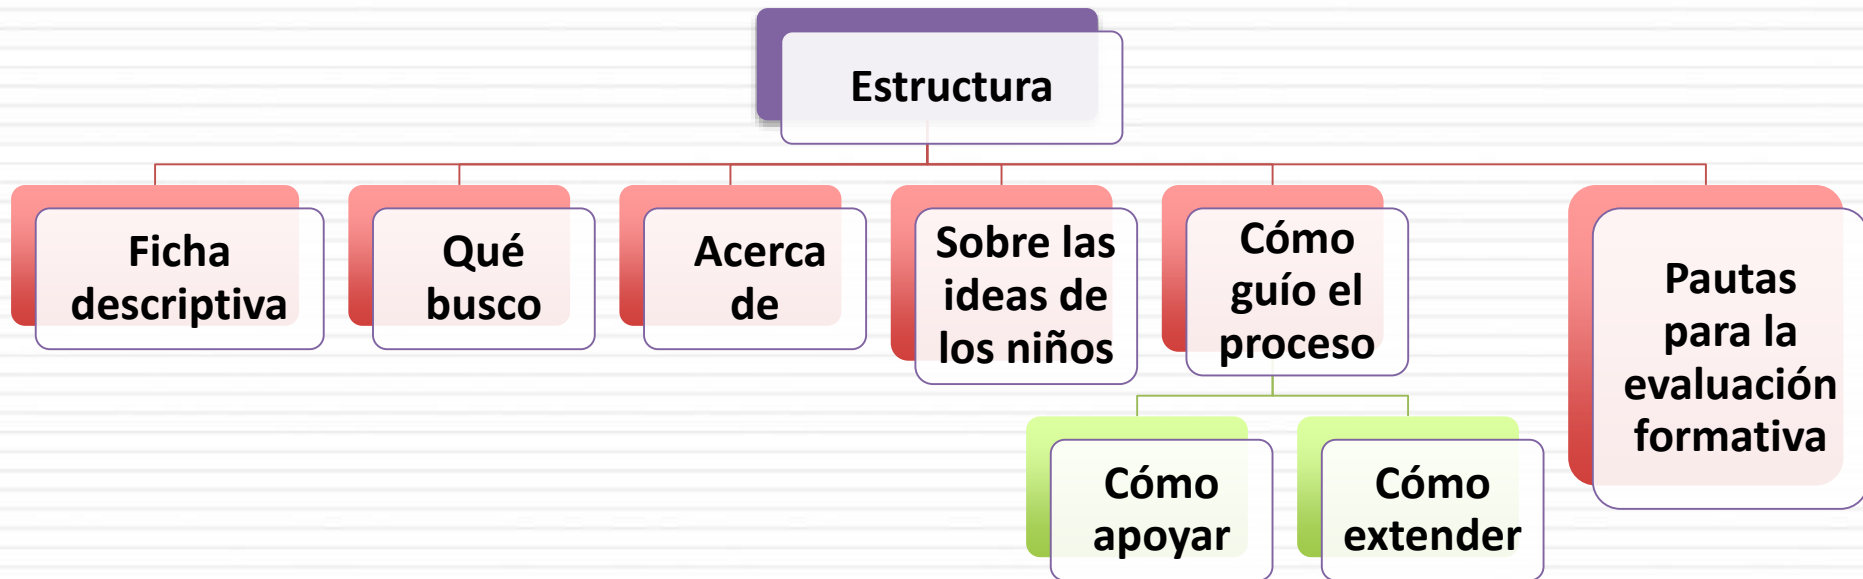 Estructura
Ficha
descriptiva
Qué
busco
Acerca
de
Sobre las
ideas de
los niños
Cómo
guío el
proceso
Cómo
apoyar
Cómo
extender
Pautas
para la
evaluación
formativa